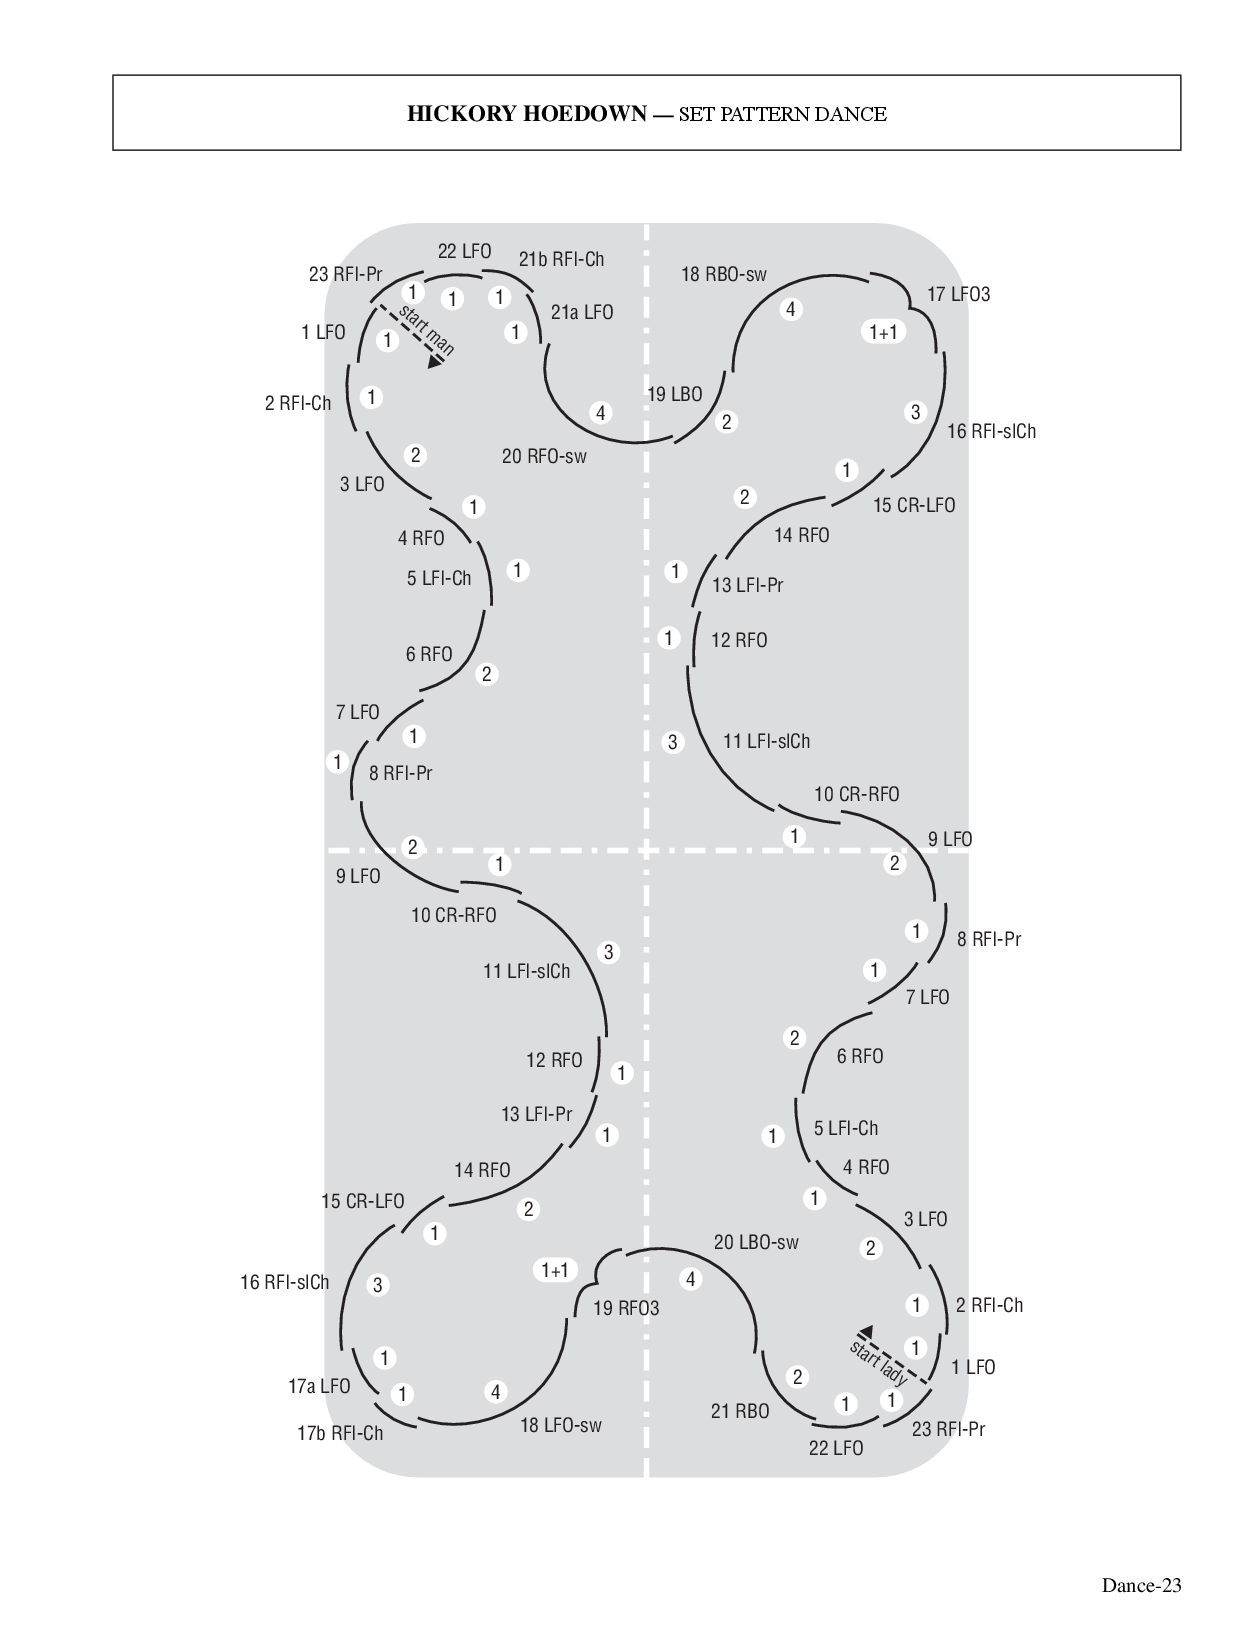 HICKORY HOEDOWN — SET PATTERN DANCE
22 LFO
21b RFI-Ch
23 RFI-Pr
18 RBO-sw
17 LFO3
1
1
1
4
21a LFO
start man
1 LFO
1
1
1+1
2 RFI-Ch
1
19 LBO
4
2
3
16 RFI-slCh
20 RFO-sw
2
1
3 LFO
2
15 CR-LFO
1
4 RFO
14 RFO
5 LFI-Ch
1
1
13 LFI-Pr
1
12 RFO
6 RFO
2
7 LFO
1
3
11 LFI-slCh
1
8 RFI-Pr
10 CR-RFO
1
9 LFO
2
1
2
9 LFO
10 CR-RFO
1
8 RFI-Pr
3
11 LFI-slCh
1
7 LFO
2
12 RFO
6 RFO
1
13 LFI-Pr
1
1
5 LFI-Ch
14 RFO
4 RFO
15 CR-LFO
1
2
3 LFO
1
20 LBO-sw
2
1+1
16 RFI-slCh
3
4
19 RFO3
1
2 RFI-Ch
1
start lady
1
1 LFO
17a LFO
1
4
2
1
1
21 RBO
17b RFI-Ch
18 LFO-sw
23 RFI-Pr
22 LFO
Dance-23